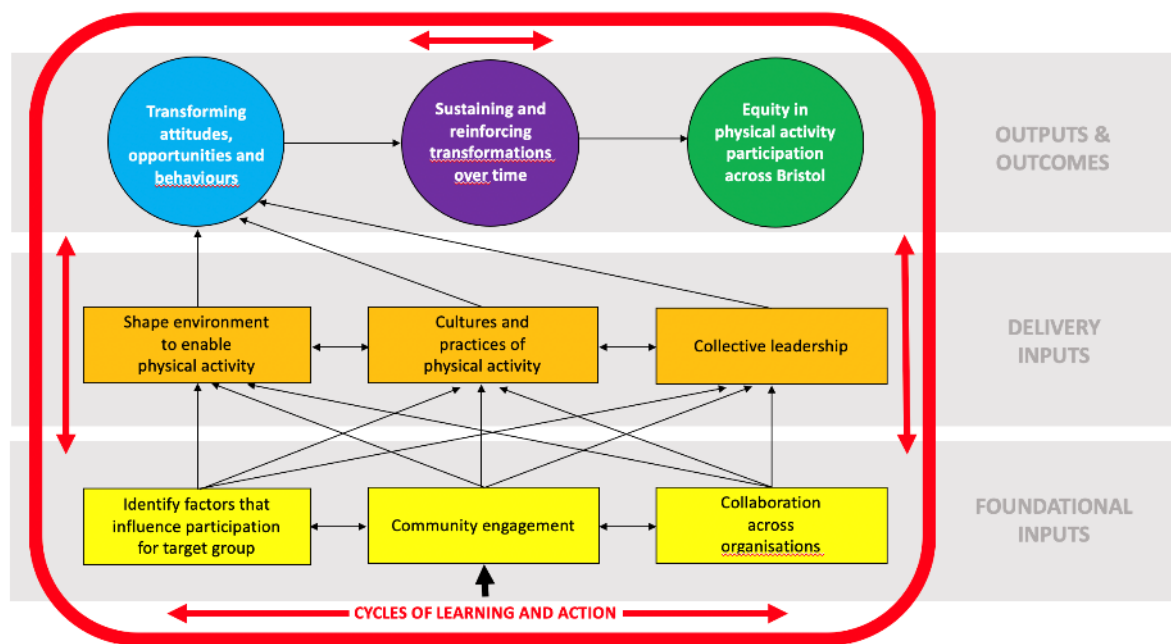 Transforming
attitudes,
opportunities and
behaviours
Sustaining and
reinforcing
transformations
over time
Equity in
physical activity
participation
across Bristol
OUTPUTS &
OUTCOMES
Shape environment
to enable
physical activity
Cultures and
practices of
physical activity
Collective leadership
DELIVERY
INPUTS
Identify factors that
influence participation
for target group
Community engagement
Collaboration
across
organisations
FOUNDATIONAL
INPUTS
CYCLES OF LEARNING AND ACTION